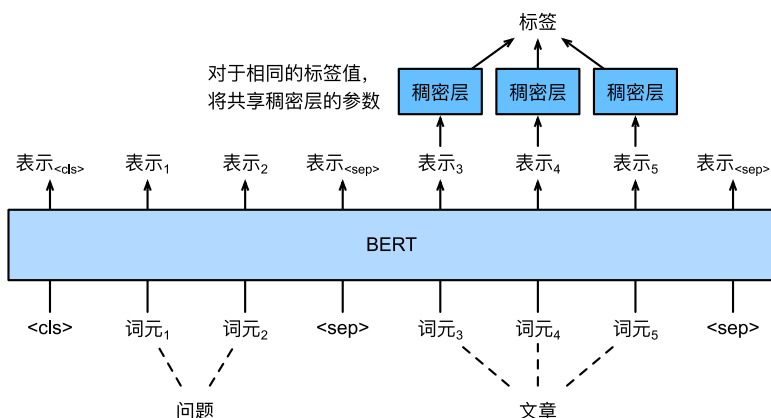 标签
对于相同的标签值，
将共享稠密层的参数
稠密层 稠密层 稠密层
表示<cls> 表示1 表示2 表示<sep> 表示3 表示4 表示5 表示<sep>
BERT
<cls> 词元1 词元2 <sep> 词元3 词元4 词元5 <sep>
问题 文章